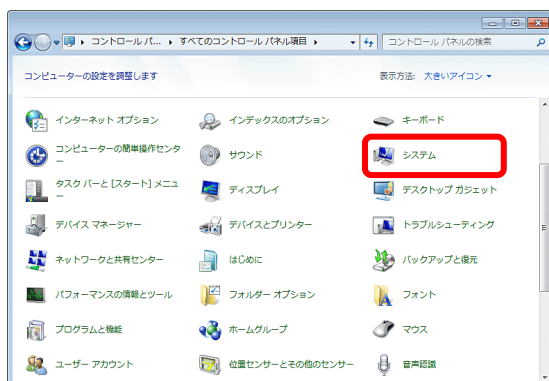 コントロール パ... ▸ すべてのコントロール パネル項目 ▸ コントロール パネルの検索
コンピューターの設定を調整します 表示方法: 大きいアイコン
インターネット オプション インデックスのオプション キーボード
コンピューターの簡単操作センタ
ー サウンド システム
タスク バーと [スタート] メニュ
ー ディスプレイ デスクトップ ガジェット
デバイス マネージャー デバイスとプリンター トラブルシューティング
ネットワークと共有センター はじめに バックアップと復元
パフォーマンスの情報とツール フォルダー オプション フォント
プログラムと機能 ホームグループ マウス
ユーザー アカウント 位置センサーとその他のセンサー 音声認識